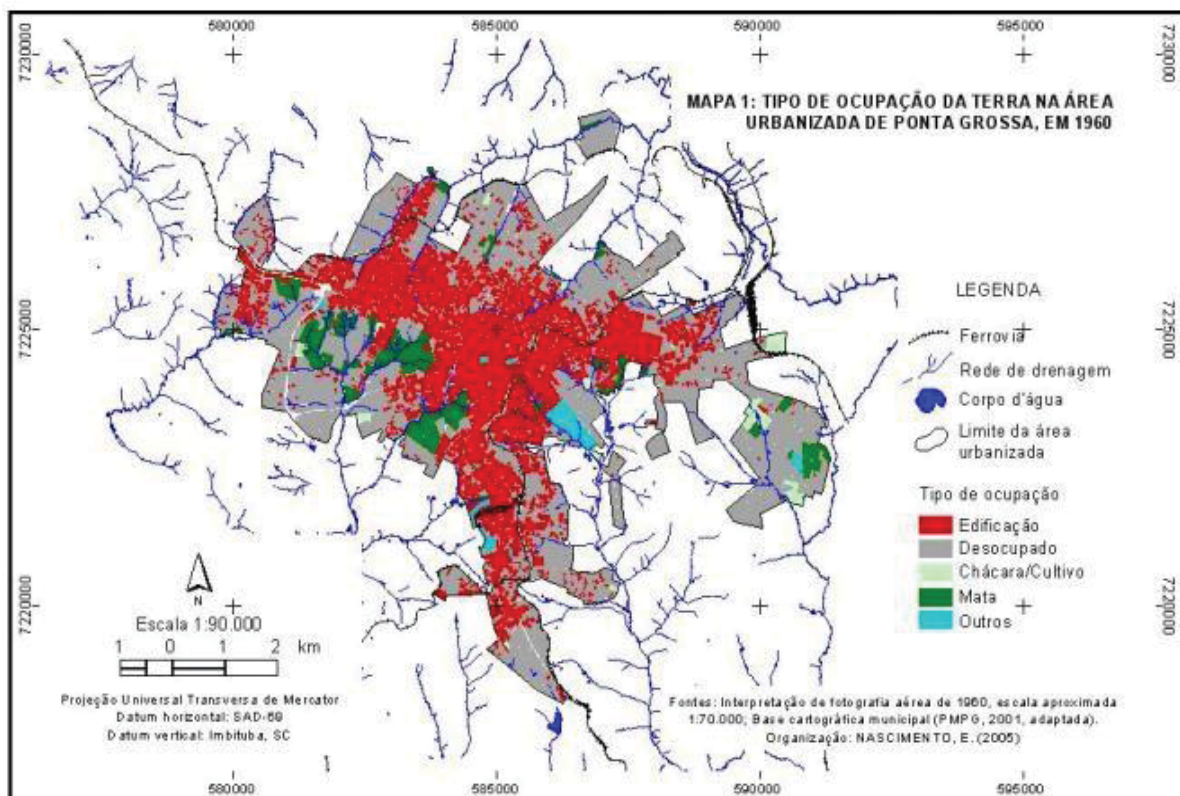 580000 585000 590000 595000
7230000
7230000
MAPA 1: TIPO DE OCUPAÇÃO DA TERRA NA ÁREA
URBANIZADA DE PONTA GROSSA, EM 1960
7225000
7225000
LEGENDA
Ferrovia
Rede de drenagem
Corpo d'água
Limite da área
urbanizada
Tipo de ocupação
Edificação
Desocupado
Chácara/Cultivo
Mata
Outros
7220000
7220000
N
Escala 1:90.000
1 0 1 2 km
Projeção Universal Transversa de Mercator
Datum horizontal: SAD-69
Datum vertical: Imbituba, SC
Fontes: Interpretação de fotografia aérea de 1960, escala aproximada
1:70.000; Base cartográfica municipal (PMPG, 2001, adaptada).
Organização: NASCIMENTO, E. (2005)
580000 585000 590000 595000